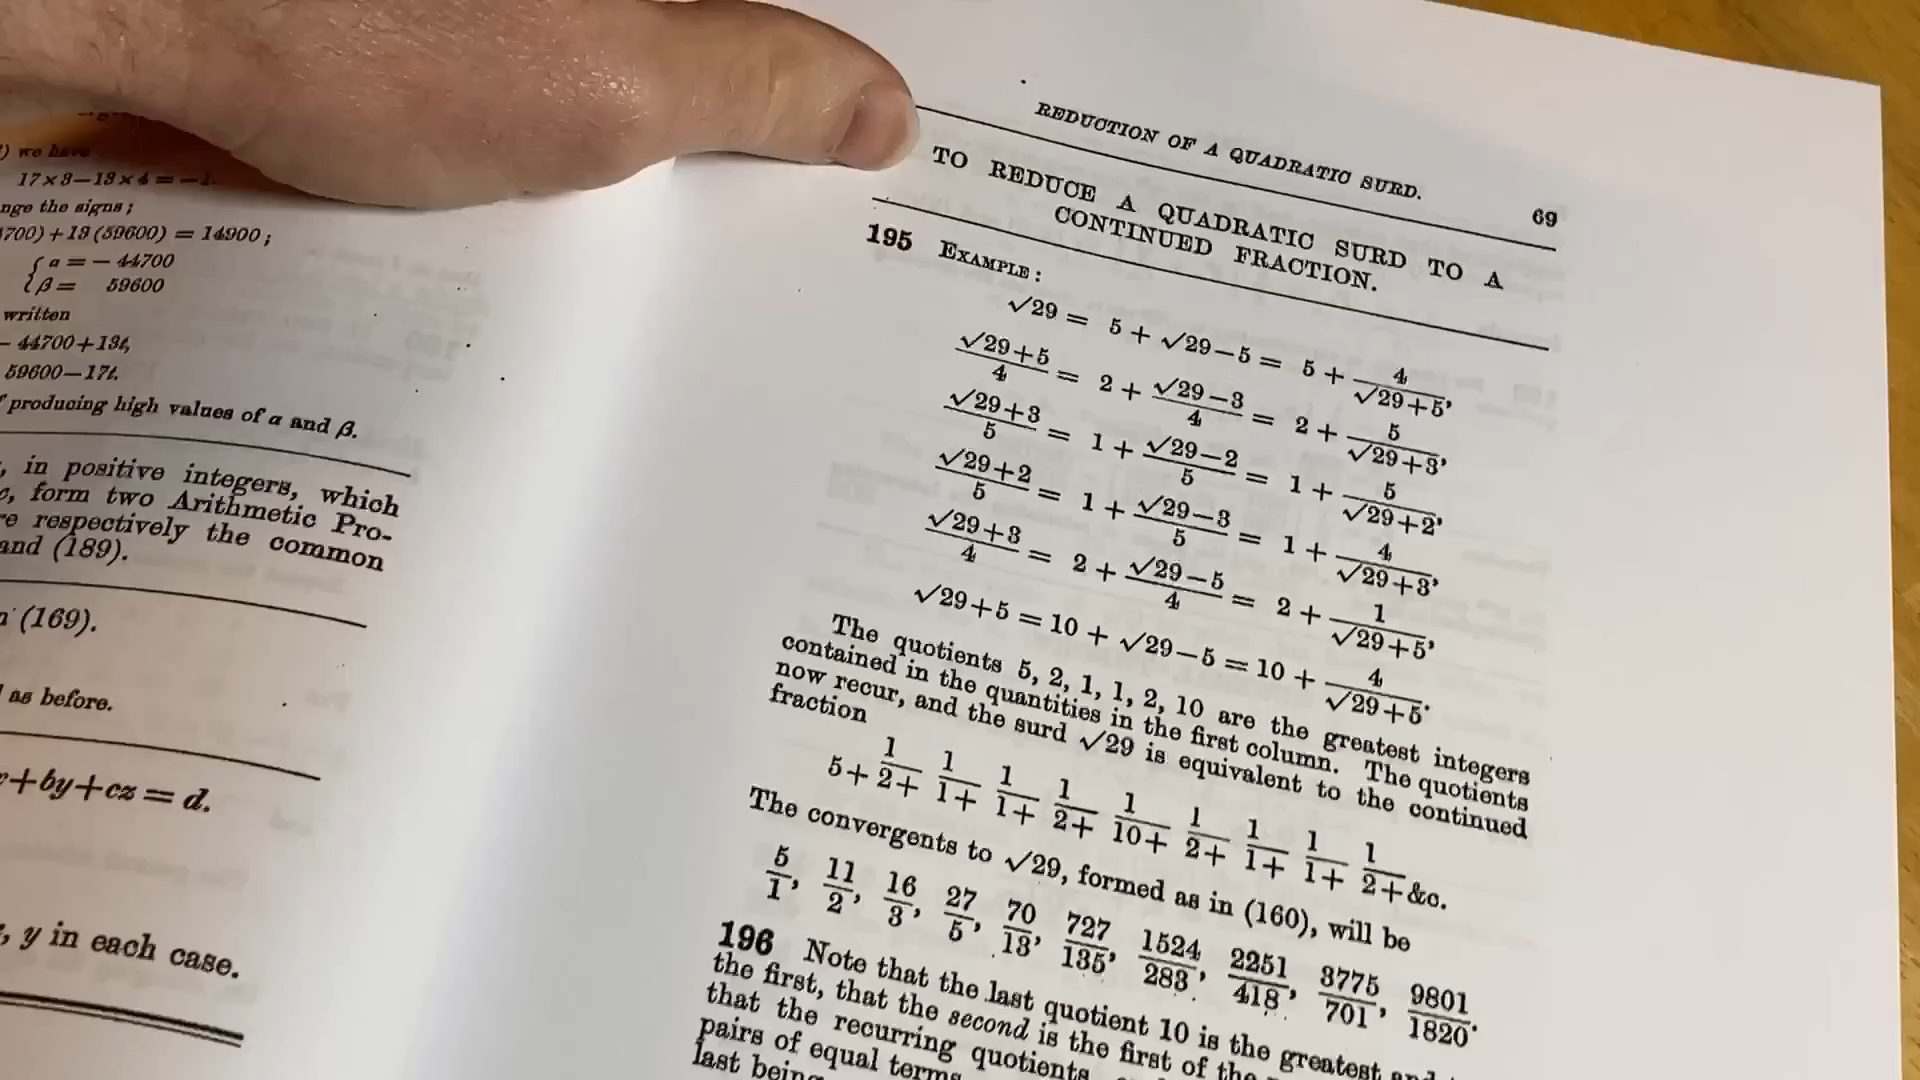 ) we have
17×3−13×4 = −1.
nge the signs;
700)+13(59600) = 14900;
α = − 44700
β = 59600
written
− 44700+13t,
59600−17t.
producing high values of α and β.
, in positive integers, which
c, form two Arithmetic Pro-
re respectively the common
and (189).
(169).
as before.
+by+cz = d.
, y in each case.
REDUCTION OF A QUADRATIC SURD.
69
TO REDUCE A QUADRATIC SURD TO A
CONTINUED FRACTION.
195 EXAMPLE:
√29 = 5 + √29−5 = 5 + 4/(√29+5),
(√29+5)/4 = 2 + (√29−3)/4 = 2 + 5/(√29+3),
(√29+3)/5 = 1 + (√29−2)/5 = 1 + 5/(√29+2),
(√29+2)/5 = 1 + (√29−3)/5 = 1 + 4/(√29+3),
(√29+3)/4 = 2 + (√29−5)/4 = 2 + 1/(√29+5),
√29+5 = 10 + √29−5 = 10 + 4/(√29+5).
The quotients 5, 2, 1, 1, 2, 10 are the greatest integers
contained in the quantities in the first column. The quotients
now recur, and the surd √29 is equivalent to the continued
fraction
5+ 1/2+ 1/1+ 1/1+ 1/2+ 1/10+ 1/2+ 1/1+ 1/1+ 1/2+ &c.
The convergents to √29, formed as in (160), will be
5/1, 11/2, 16/3, 27/5, 70/13, 727/135, 1524/283, 2251/418, 3775/701, 9801/1820.
196 Note that the last quotient 10 is the greatest and
the first, that the second is the first of the
that the recurring quotients
pairs of equal terms
last being